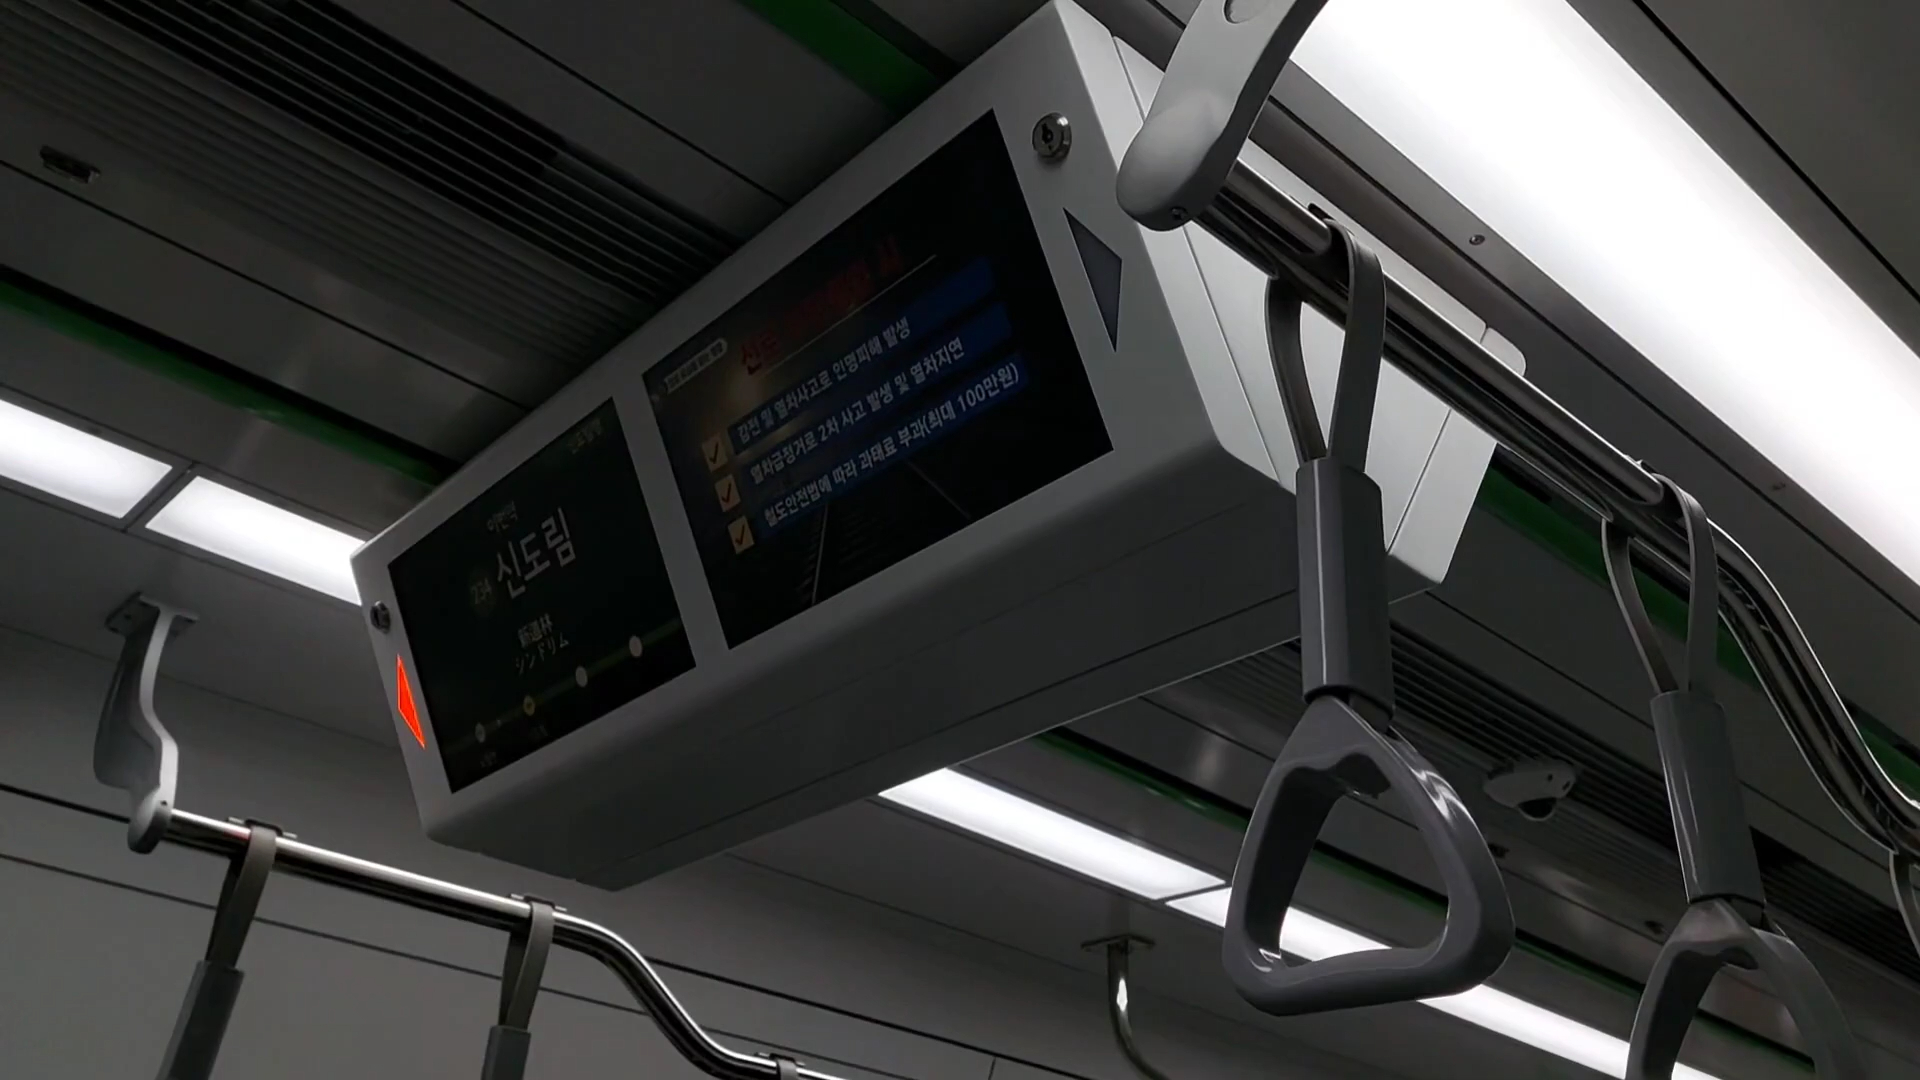 이번역
234 신도림
新道林
シンドリム
감전 및 열차사고로 인명피해 발생
열차급정거로 2차 사고 발생 및 열차지연
철도안전법에 따라 과태료 부과(최대 100만원)